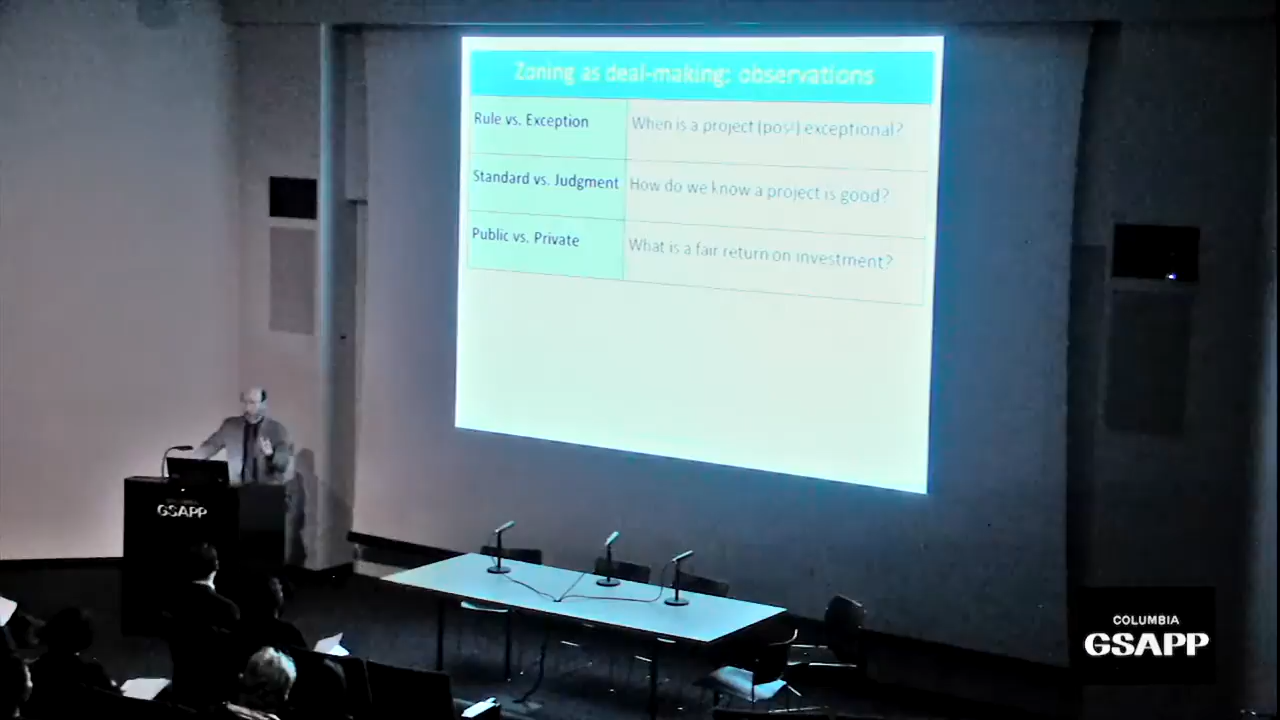 Zoning as deal-making: observations
Rule vs. Exception
When is a project exceptional?
Standard vs. Judgment
How do we know a project is good?
Public vs. Private
What is a fair return on investment?
GSAPP
COLUMBIA
GSAPP